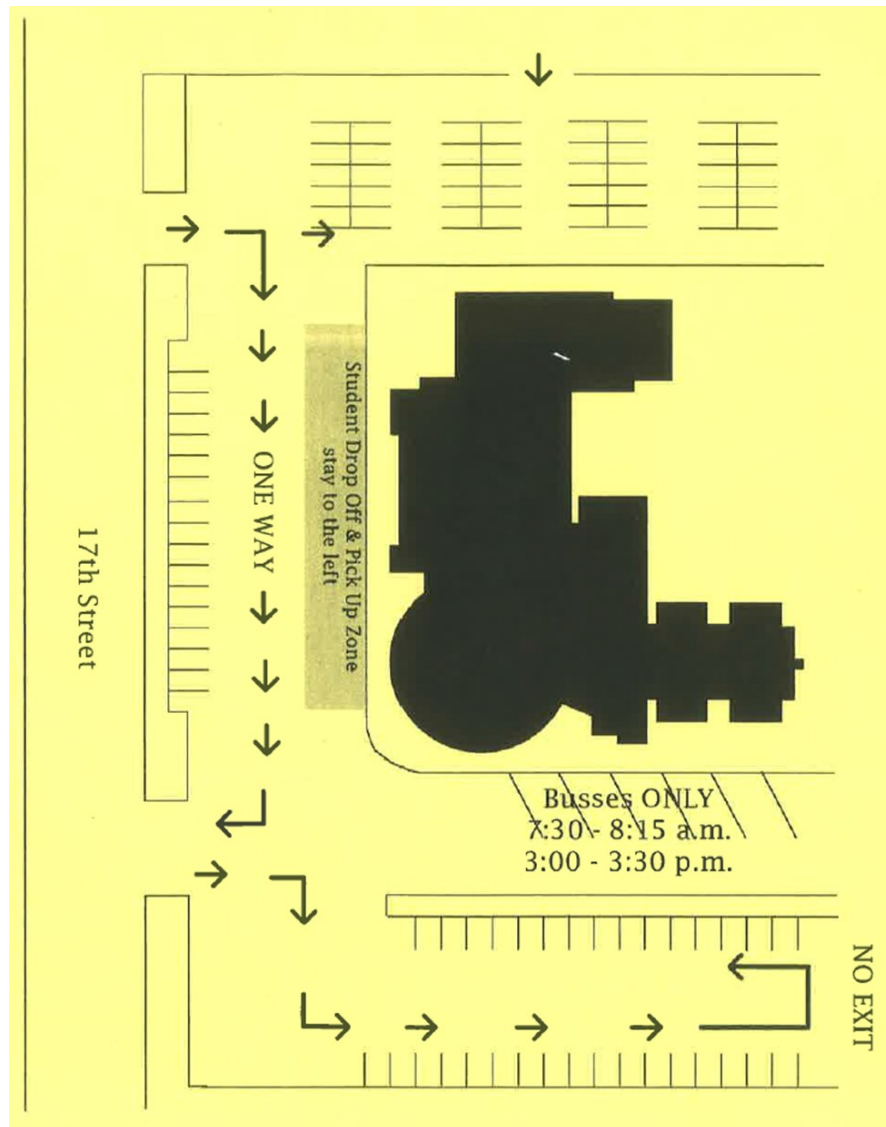 Student Drop Off & Pick Up Zone
stay to the left
ONE WAY
17th Street
Busses ONLY
7:30 - 8:15 a.m.
3:00 - 3:30 p.m.
NO EXIT